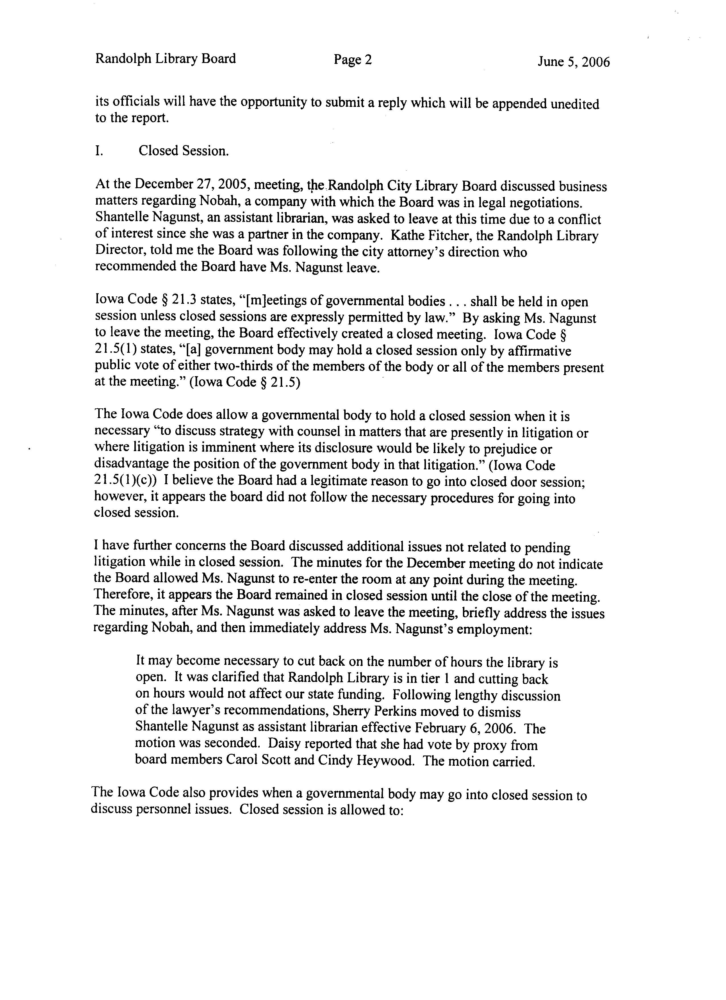 Randolph Library Board Page 2 June 5, 2006
its officials will have the opportunity to submit a reply which will be appended unedited
to the report.
I. Closed Session.
At the December 27, 2005, meeting, the Randolph City Library Board discussed business
matters regarding Nobah, a company with which the Board was in legal negotiations.
Shantelle Nagunst, an assistant librarian, was asked to leave at this time due to a conflict
of interest since she was a partner in the company. Kathe Fitcher, the Randolph Library
Director, told me the Board was following the city attorney's direction who
recommended the Board have Ms. Nagunst leave.
Iowa Code § 21.3 states, “[m]eetings of governmental bodies . . . shall be held in open
session unless closed sessions are expressly permitted by law.” By asking Ms. Nagunst
to leave the meeting, the Board effectively created a closed meeting. Iowa Code §
21.5(1) states, “[a] government body may hold a closed session only by affirmative
public vote of either two-thirds of the members of the body or all of the members present
at the meeting.” (Iowa Code § 21.5)
The Iowa Code does allow a governmental body to hold a closed session when it is
necessary “to discuss strategy with counsel in matters that are presently in litigation or
where litigation is imminent where its disclosure would be likely to prejudice or
disadvantage the position of the government body in that litigation.” (Iowa Code
21.5(1)(c)) I believe the Board had a legitimate reason to go into closed door session;
however, it appears the board did not follow the necessary procedures for going into
closed session.
I have further concerns the Board discussed additional issues not related to pending
litigation while in closed session. The minutes for the December meeting do not indicate
the Board allowed Ms. Nagunst to re-enter the room at any point during the meeting.
Therefore, it appears the Board remained in closed session until the close of the meeting.
The minutes, after Ms. Nagunst was asked to leave the meeting, briefly address the issues
regarding Nobah, and then immediately address Ms. Nagunst's employment:
It may become necessary to cut back on the number of hours the library is
open. It was clarified that Randolph Library is in tier 1 and cutting back
on hours would not affect our state funding. Following lengthy discussion
of the lawyer's recommendations, Sherry Perkins moved to dismiss
Shantelle Nagunst as assistant librarian effective February 6, 2006. The
motion was seconded. Daisy reported that she had vote by proxy from
board members Carol Scott and Cindy Heywood. The motion carried.
The Iowa Code also provides when a governmental body may go into closed session to
discuss personnel issues. Closed session is allowed to: